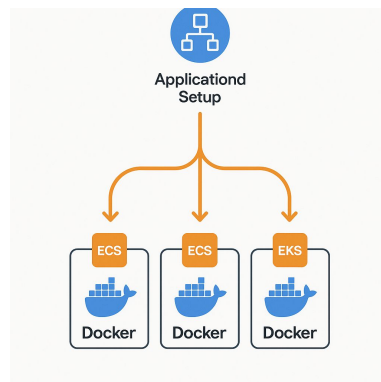 Applicationd
Setup
ECS
ECS
EKS
Docker
Docker
Docker